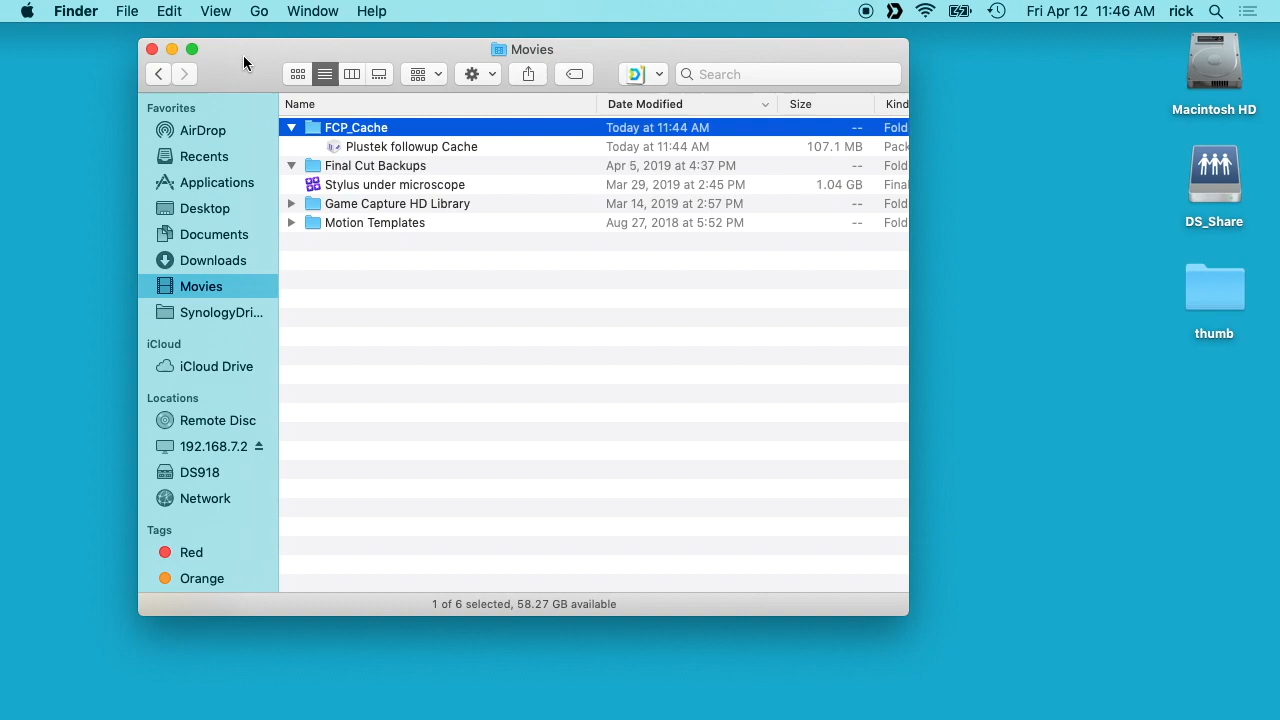 Finder File Edit View Go Window Help Fri Apr 12 11:46 AM rick
Movies
Search
Favorites
AirDrop
Recents
Applications
Desktop
Documents
Downloads
Movies
SynologyDri...
iCloud
iCloud Drive
Locations
Remote Disc
192.168.7.2
DS918
Network
Tags
Red
Orange
Name Date Modified Size Kind
FCP_Cache Today at 11:44 AM -- Fold
Plustek followup Cache Today at 11:44 AM 107.1 MB Pack
Final Cut Backups Apr 5, 2019 at 4:37 PM -- Fold
Stylus under microscope Mar 29, 2019 at 2:45 PM 1.04 GB Final
Game Capture HD Library Mar 14, 2019 at 2:57 PM -- Fold
Motion Templates Aug 27, 2018 at 5:52 PM -- Fold
1 of 6 selected, 58.27 GB available
Macintosh HD
DS_Share
thumb